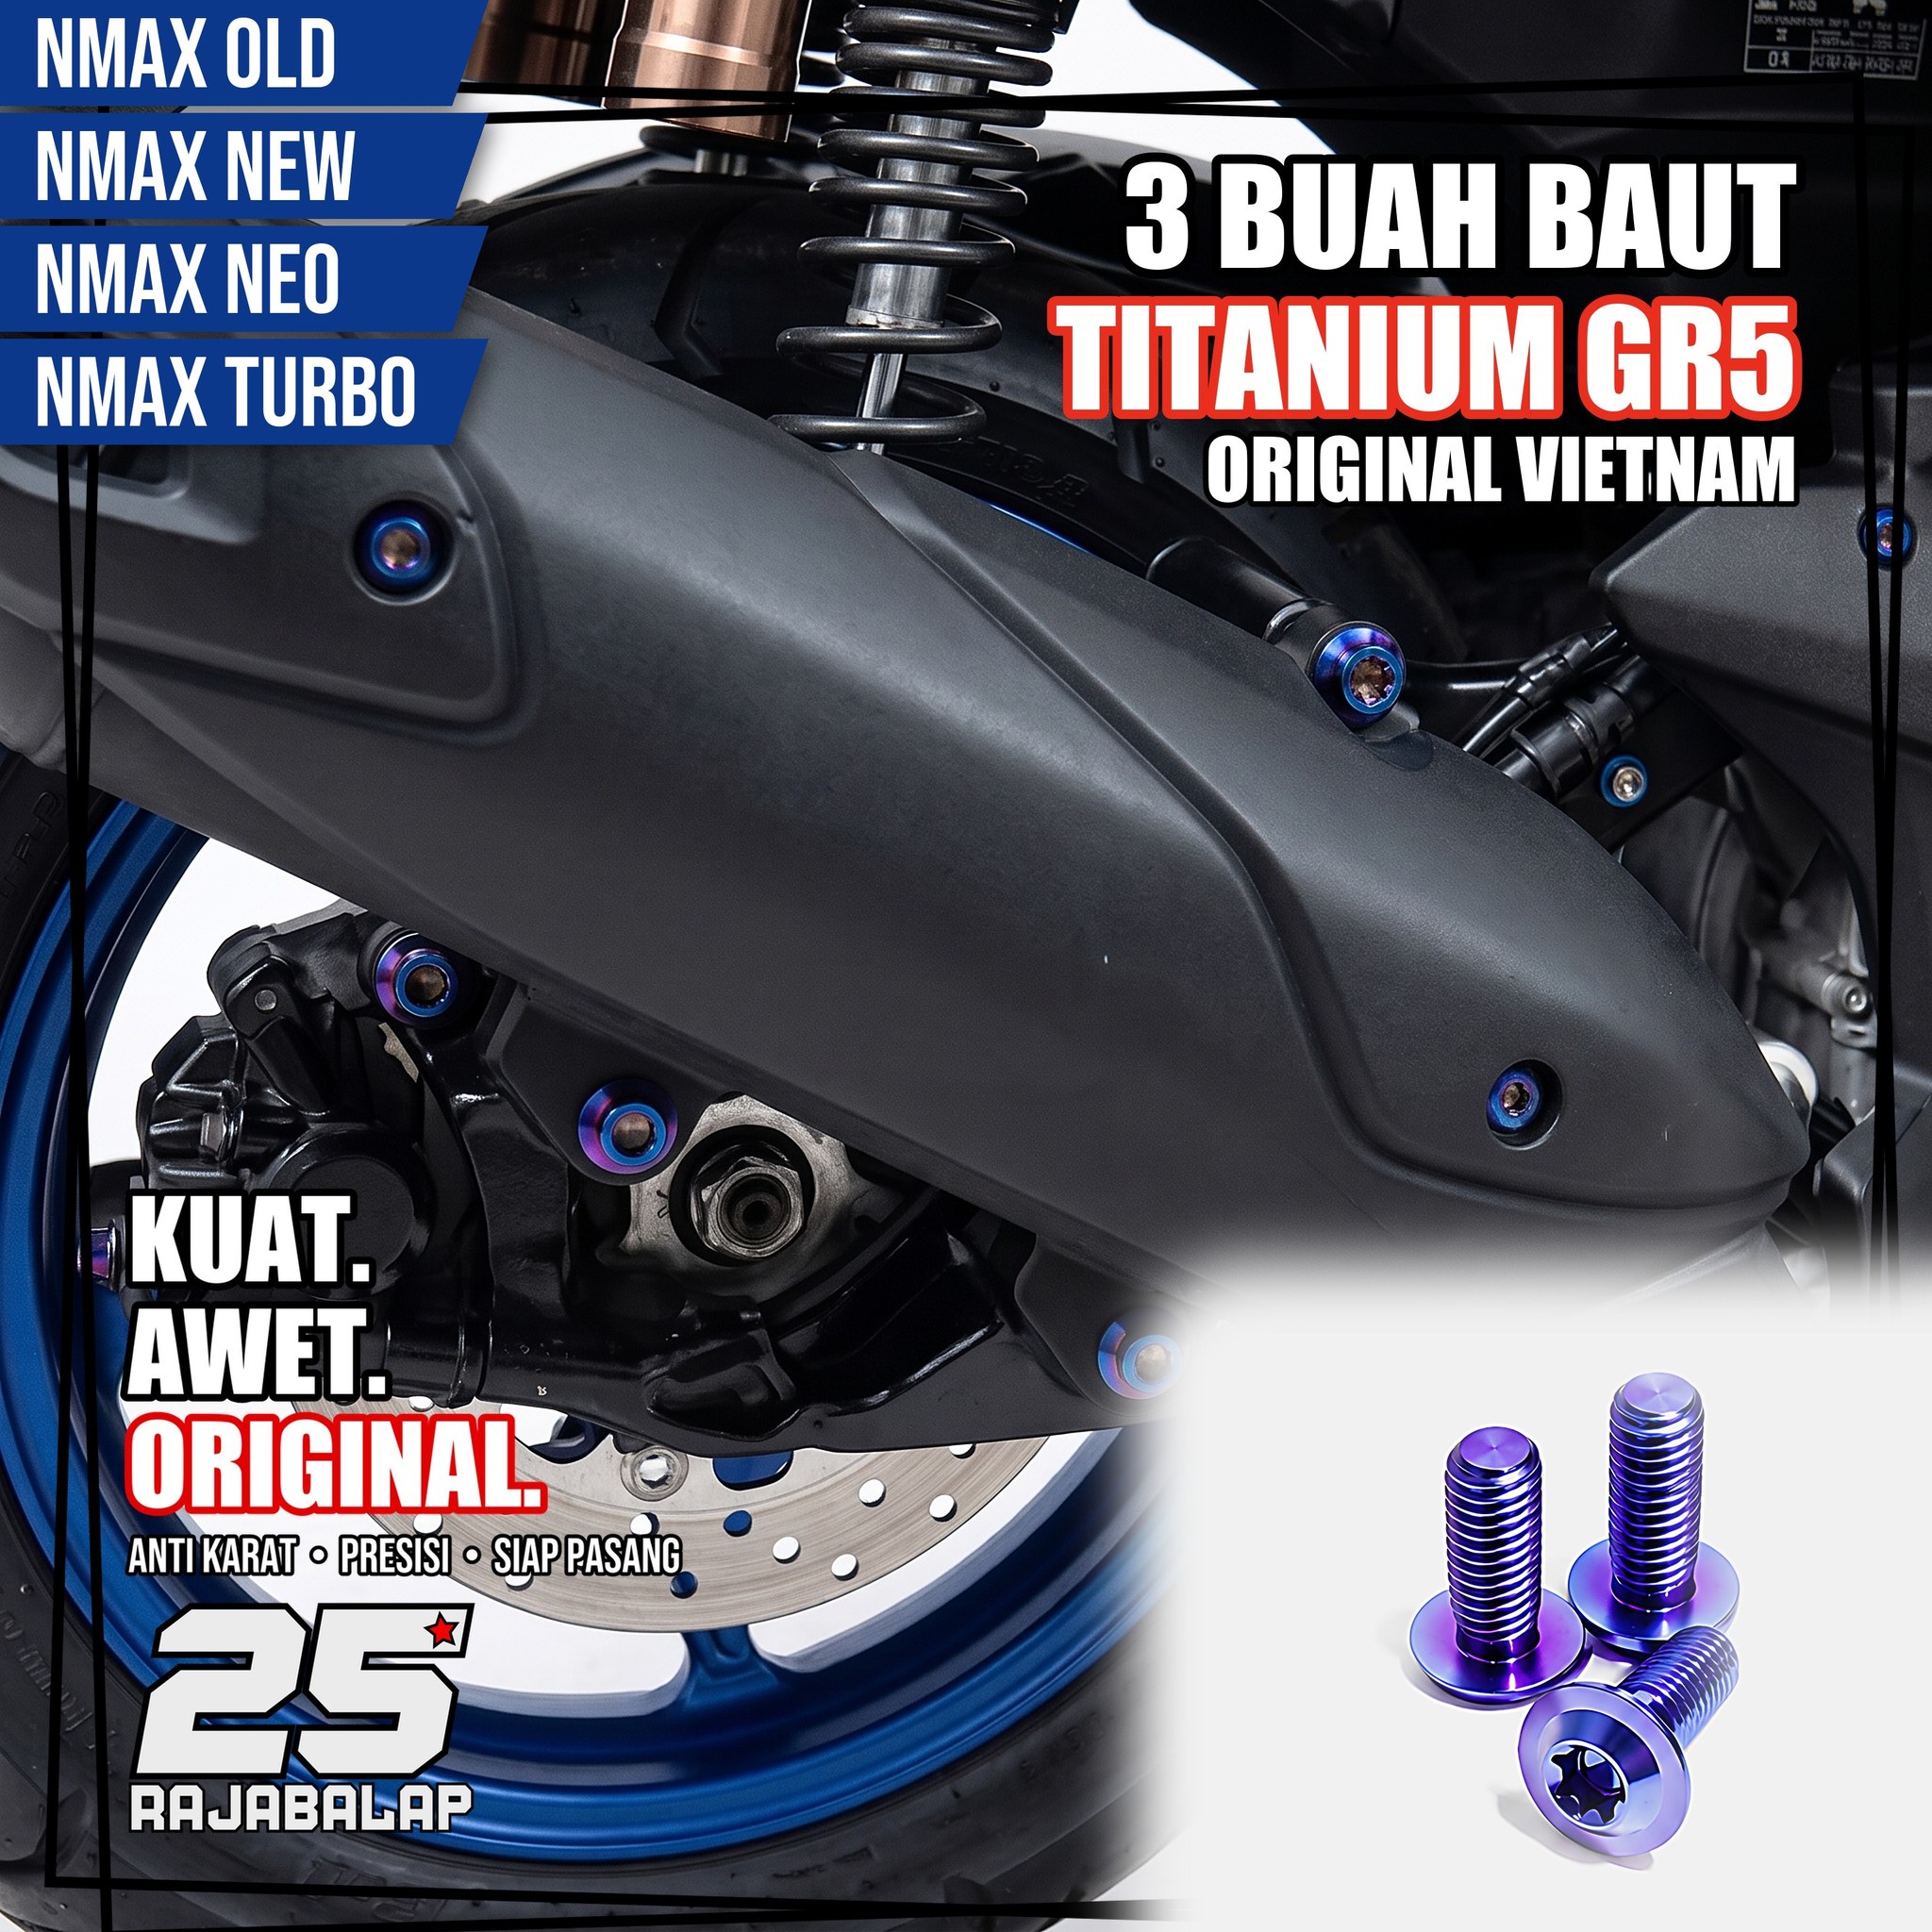 NMAX OLD
NMAX NEW
NMAX NEO
NMAX TURBO
3 BUAH BAUT
TITANIUM GR5
ORIGINAL VIETNAM
KUAT.
AWET.
ORIGINAL.
ANTI KARAT • PRESISI • SIAP PASANG
25
RAJABALAP